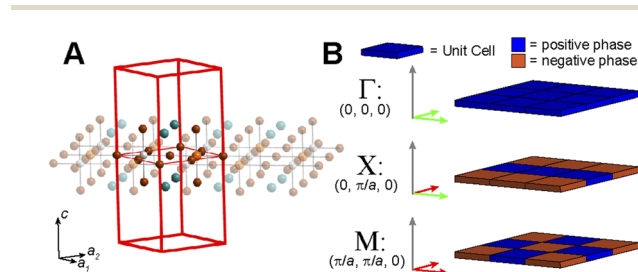 A
c
a2
a1
B
= Unit Cell
= positive phase
= negative phase
Γ:
(0, 0, 0)
X:
(0, π/a, 0)
M:
(π/a, π/a, 0)